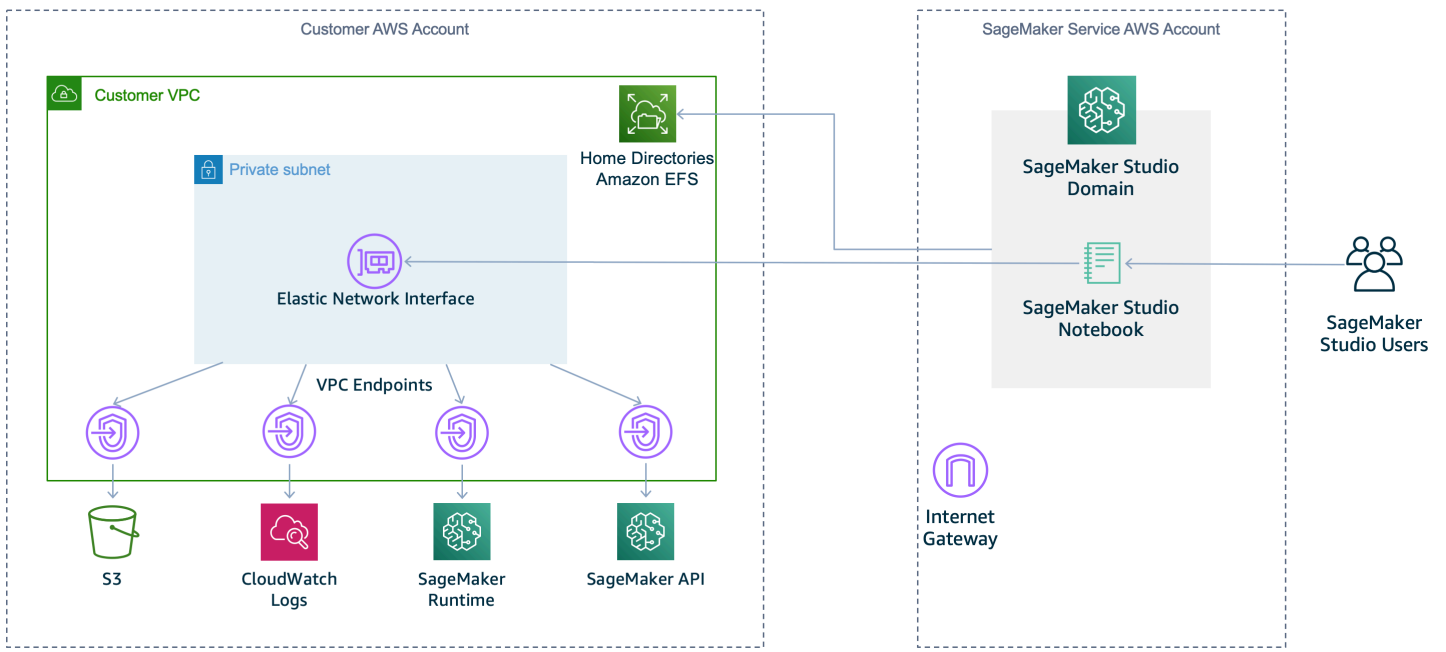 Customer AWS Account
SageMaker Service AWS Account
Customer VPC
Home Directories
Amazon EFS
Private subnet
Elastic Network Interface
VPC Endpoints
S3
CloudWatch
Logs
SageMaker
Runtime
SageMaker API
SageMaker Studio
Domain
SageMaker Studio
Notebook
Internet
Gateway
SageMaker
Studio Users